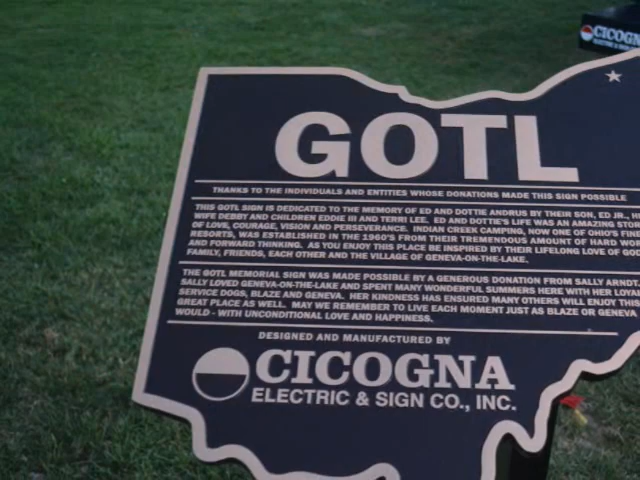 CICOGN
ELECTRIC & SIGN
GOTL
THANKS TO THE INDIVIDUALS AND ENTITIES WHOSE DONATIONS MADE THIS SIGN POSSIBLE
THIS GOTL SIGN IS DEDICATED TO THE MEMORY OF ED AND DOTTIE ANDRUS BY THEIR SON, ED JR.,
WIFE DEBBY AND CHILDREN EDDIE III AND TERRI LEE. ED AND DOTTIE'S LIFE WAS AN AMAZING STOR
OF LOVE, COURAGE, VISION AND PERSEVERANCE. INDIAN CREEK CAMPING, NOW ONE OF OHIO'S FINE
RESORTS, WAS ESTABLISHED IN THE 1960'S FROM THEIR TREMENDOUS AMOUNT OF HARD WO
AND FORWARD THINKING. AS YOU ENJOY THIS PLACE BE INSPIRED BY THEIR LIFELONG LOVE OF GOD
FAMILY, FRIENDS, EACH OTHER AND THE VILLAGE OF GENEVA-ON-THE-LAKE.
THE GOTL MEMORIAL SIGN WAS MADE POSSIBLE BY A GENEROUS DONATION FROM SALLY ARNDT.
SALLY LOVED GENEVA-ON-THE-LAKE AND SPENT MANY WONDERFUL SUMMERS HERE WITH HER LOYAL
SERVICE DOGS, BLAZE AND GENEVA. HER KINDNESS HAS ENSURED MANY OTHERS WILL ENJOY THIS
GREAT PLACE AS WELL. MAY WE REMEMBER TO LIVE EACH MOMENT JUST AS BLAZE OR GENEVA
WOULD - WITH UNCONDITIONAL LOVE AND HAPPINESS.
DESIGNED AND MANUFACTURED BY
CICOGNA
ELECTRIC & SIGN CO., INC.